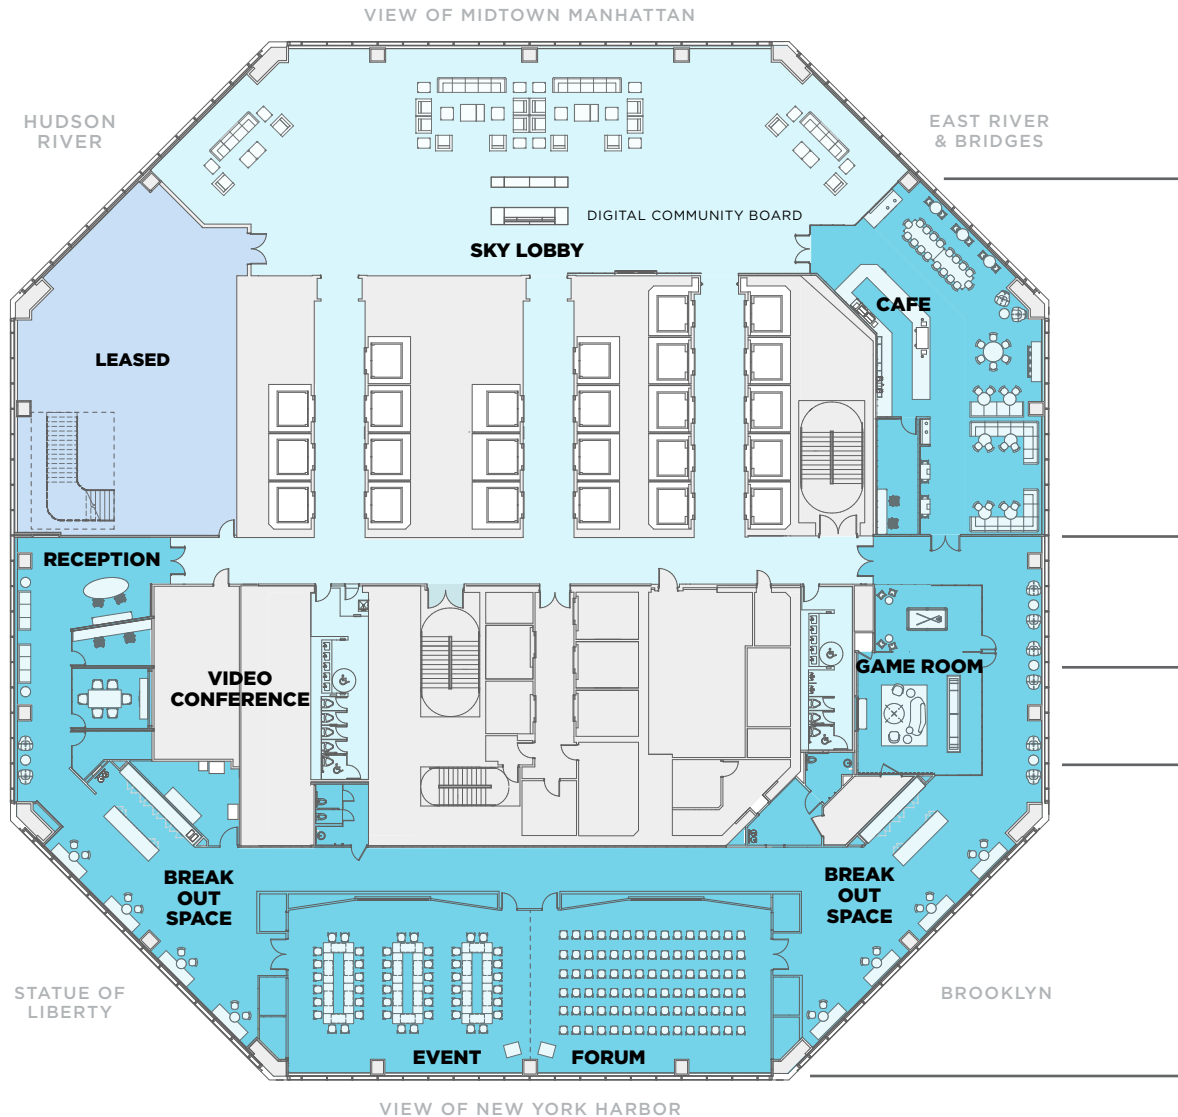 VIEW OF MIDTOWN MANHATTAN
HUDSON
RIVER
EAST RIVER
& BRIDGES
DIGITAL COMMUNITY BOARD
SKY LOBBY
CAFE
LEASED
RECEPTION
VIDEO
CONFERENCE
GAME ROOM
BREAK
OUT
SPACE
BREAK
OUT
SPACE
STATUE OF
LIBERTY
BROOKLYN
EVENT
FORUM
VIEW OF NEW YORK HARBOR